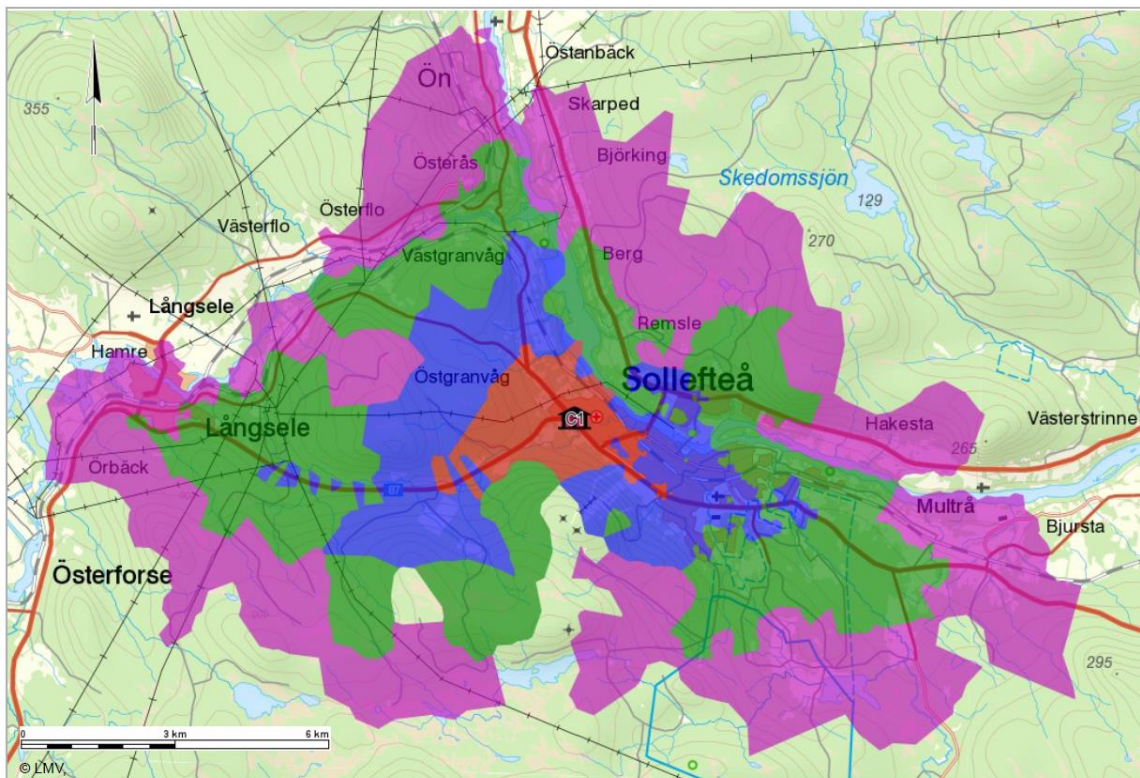 Östanbäck
Ön
Skarped
355
Björking
Österås
Skedomssjön
129
Österflo
Västerflo
270
Berg
Västgranvåg
Långsele
Remsle
Hamre
Östgranvåg
Sollefteå
C1
Långsele
Hakesta
Västerstrinne
265
Örbäck
87
Multrå
Bjursta
Österforse
295
0 3 km 6 km
© LMV,